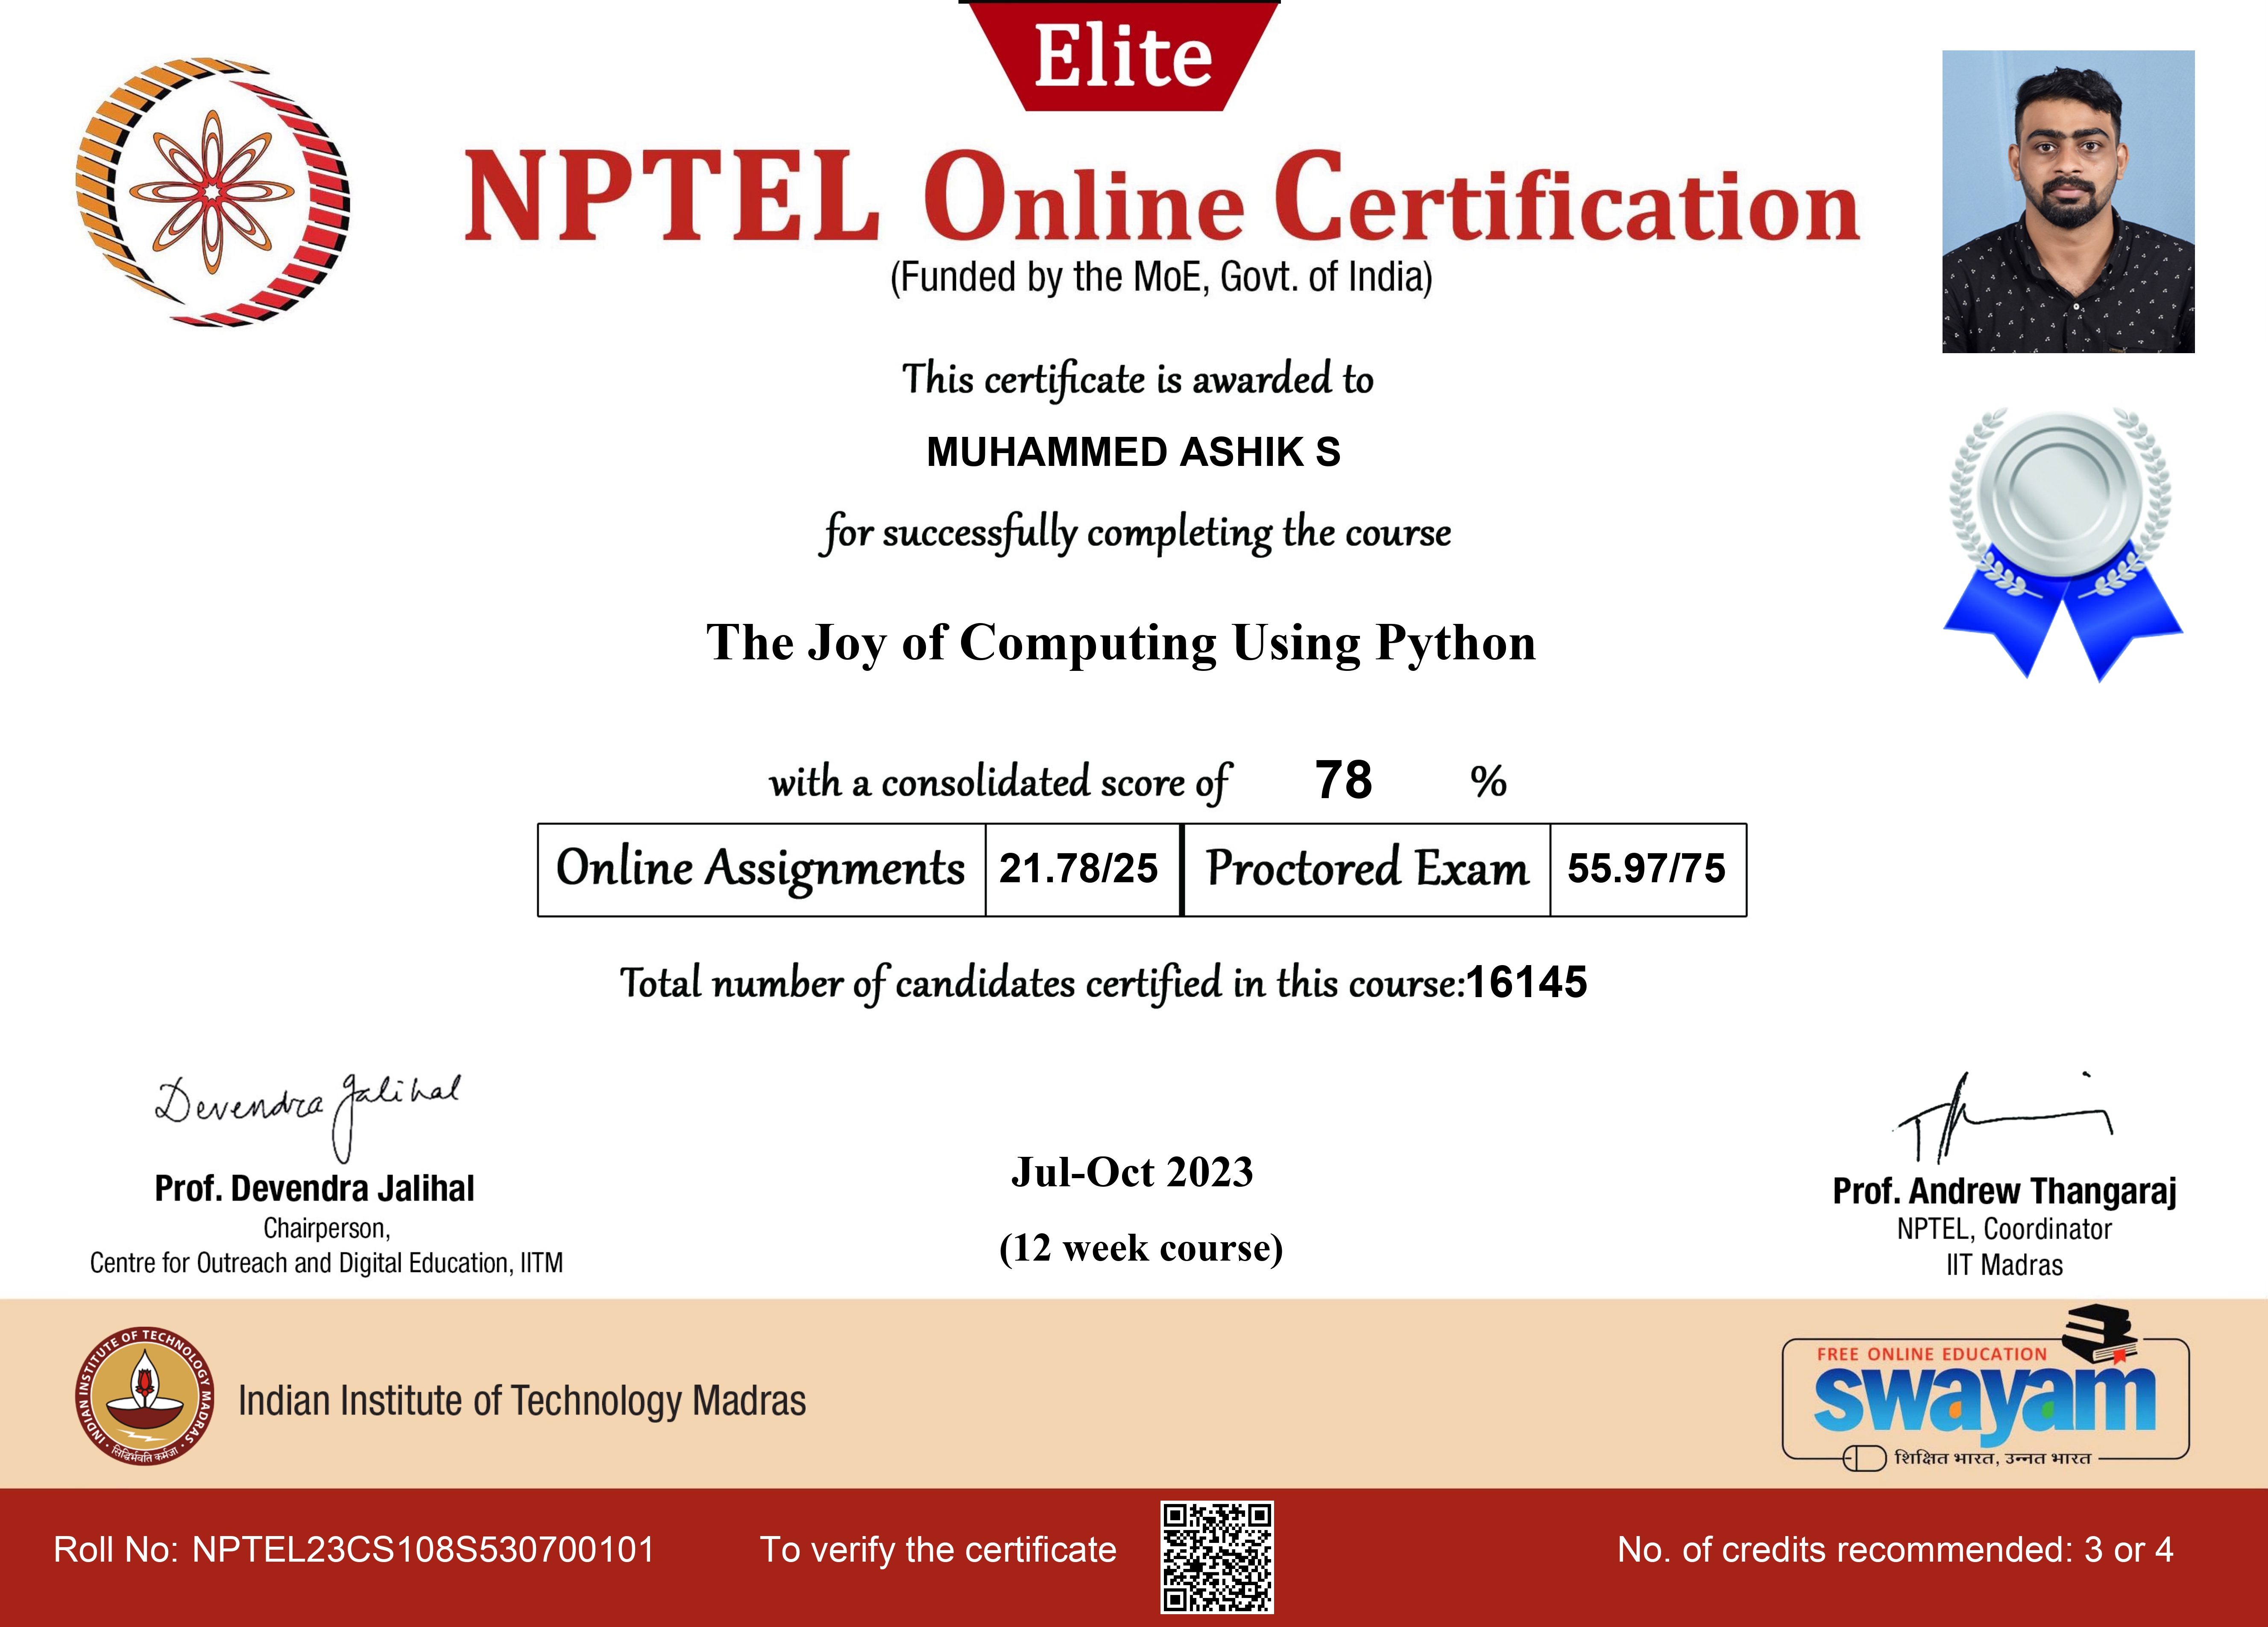 Elite
NPTEL Online Certification
(Funded by the MoE, Govt. of India)
This certificate is awarded to
MUHAMMED ASHIK S
for successfully completing the course
The Joy of Computing Using Python
with a consolidated score of 78 %
Online Assignments 21.78/25 Proctored Exam 55.97/75
Total number of candidates certified in this course:16145
Devendra Jalihal
Prof. Devendra Jalihal
Chairperson,
Centre for Outreach and Digital Education, IITM
Jul-Oct 2023
(12 week course)
Prof. Andrew Thangaraj
NPTEL, Coordinator
IIT Madras
INDIAN INSTITUTE OF TECHNOLOGY MADRAS
सिद्धिर्भवति कर्मजा
Indian Institute of Technology Madras
FREE ONLINE EDUCATION
swayam
शिक्षित भारत, उन्नत भारत
Roll No: NPTEL23CS108S530700101
To verify the certificate
No. of credits recommended: 3 or 4